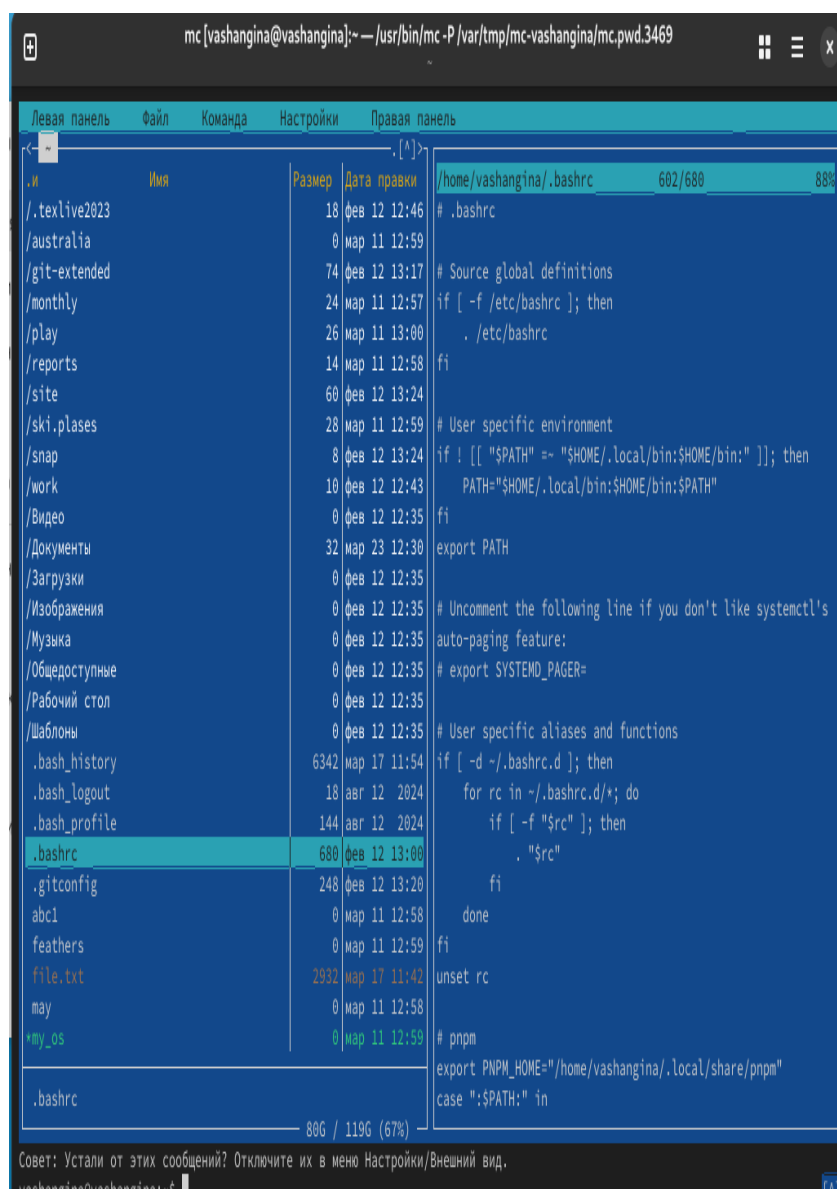 mc [vashangina@vashangina]:~ — /usr/bin/mc -P /var/tmp/mc-vashangina/mc.pwd.3469
~
Левая панель Файл Команда Настройки Правая панель
<─ ~ ─.[^]>
.и Имя Размер Дата правки
/.texlive2023 18 фев 12 12:46
/australia 0 мар 11 12:59
/git-extended 74 фев 12 13:17
/monthly 24 мар 11 12:57
/play 26 мар 11 13:00
/reports 14 мар 11 12:58
/site 60 фев 12 13:24
/ski.plases 28 мар 11 12:59
/snap 8 фев 12 13:24
/work 10 фев 12 12:43
/Видео 0 фев 12 12:35
/Документы 32 мар 23 12:30
/Загрузки 0 фев 12 12:35
/Изображения 0 фев 12 12:35
/Музыка 0 фев 12 12:35
/Общедоступные 0 фев 12 12:35
/Рабочий стол 0 фев 12 12:35
/Шаблоны 0 фев 12 12:35
.bash_history 6342 мар 17 11:54
.bash_logout 18 авг 12 2024
.bash_profile 144 авг 12 2024
.bashrc 680 фев 12 13:00
.gitconfig 248 фев 12 13:20
abc1 0 мар 11 12:58
feathers 0 мар 11 12:59
file.txt 2932 мар 17 11:42
may 0 мар 11 12:58
*my_os 0 мар 11 12:59
.bashrc
80G / 119G (67%)
/home/vashangina/.bashrc 602/680 88%
# .bashrc
# Source global definitions
if [ -f /etc/bashrc ]; then
    . /etc/bashrc
fi
# User specific environment
if ! [[ "$PATH" =~ "$HOME/.local/bin:$HOME/bin:" ]]; then
    PATH="$HOME/.local/bin:$HOME/bin:$PATH"
fi
export PATH
# Uncomment the following line if you don't like systemctl's
auto-paging feature:
# export SYSTEMD_PAGER=
# User specific aliases and functions
if [ -d ~/.bashrc.d ]; then
    for rc in ~/.bashrc.d/*; do
        if [ -f "$rc" ]; then
            . "$rc"
        fi
    done
fi
unset rc
# pnpm
export PNPM_HOME="/home/vashangina/.local/share/pnpm"
case ":$PATH:" in
Совет: Устали от этих сообщений? Отключите их в меню Настройки/Внешний вид.
vashangina@vashangina:~$